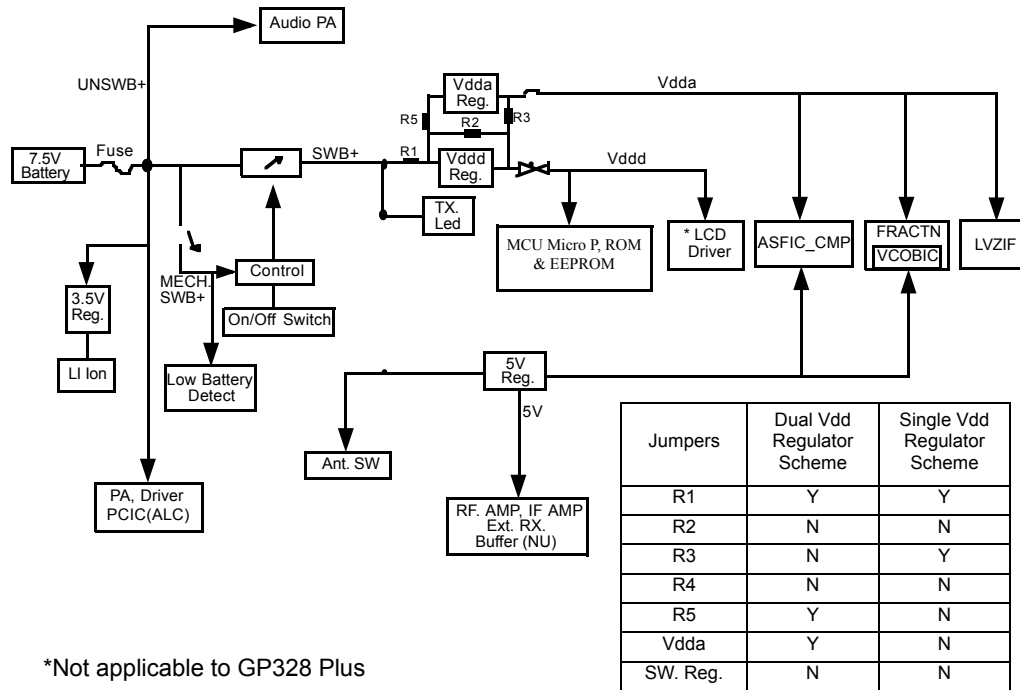 Audio PA
UNSWB+
Vdda
Reg.
Vdda
R5
R2
R3
Fuse
7.5V
Battery
SWB+
R1
Vddd
Reg.
Vddd
TX.
Led
MCU Micro P, ROM
& EEPROM
* LCD
Driver
ASFIC_CMP
FRACTN
VCOBIC
LVZIF
Control
MECH.
SWB+
3.5V
Reg.
On/Off Switch
LI Ion
Low Battery
Detect
5V
Reg.
5V
Ant. SW
PA, Driver
PCIC(ALC)
RF. AMP, IF AMP
Ext. RX.
Buffer (NU)
Jumpers
Dual Vdd
Regulator
Scheme
Single Vdd
Regulator
Scheme
R1 Y Y
R2 N N
R3 N Y
R4 N N
R5 Y N
Vdda Y N
SW. Reg. N N
*Not applicable to GP328 Plus